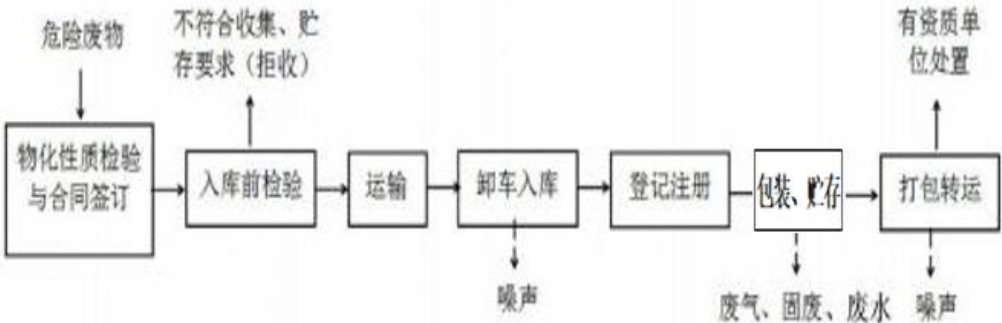 危险废物
不符合收集、贮
存要求（拒收）
有资质单
位处置
物化性质检验
与合同签订
入库前检验
运输
卸车入库
登记注册
包装、贮存
打包转运
噪声
废气、固废、废水
噪声